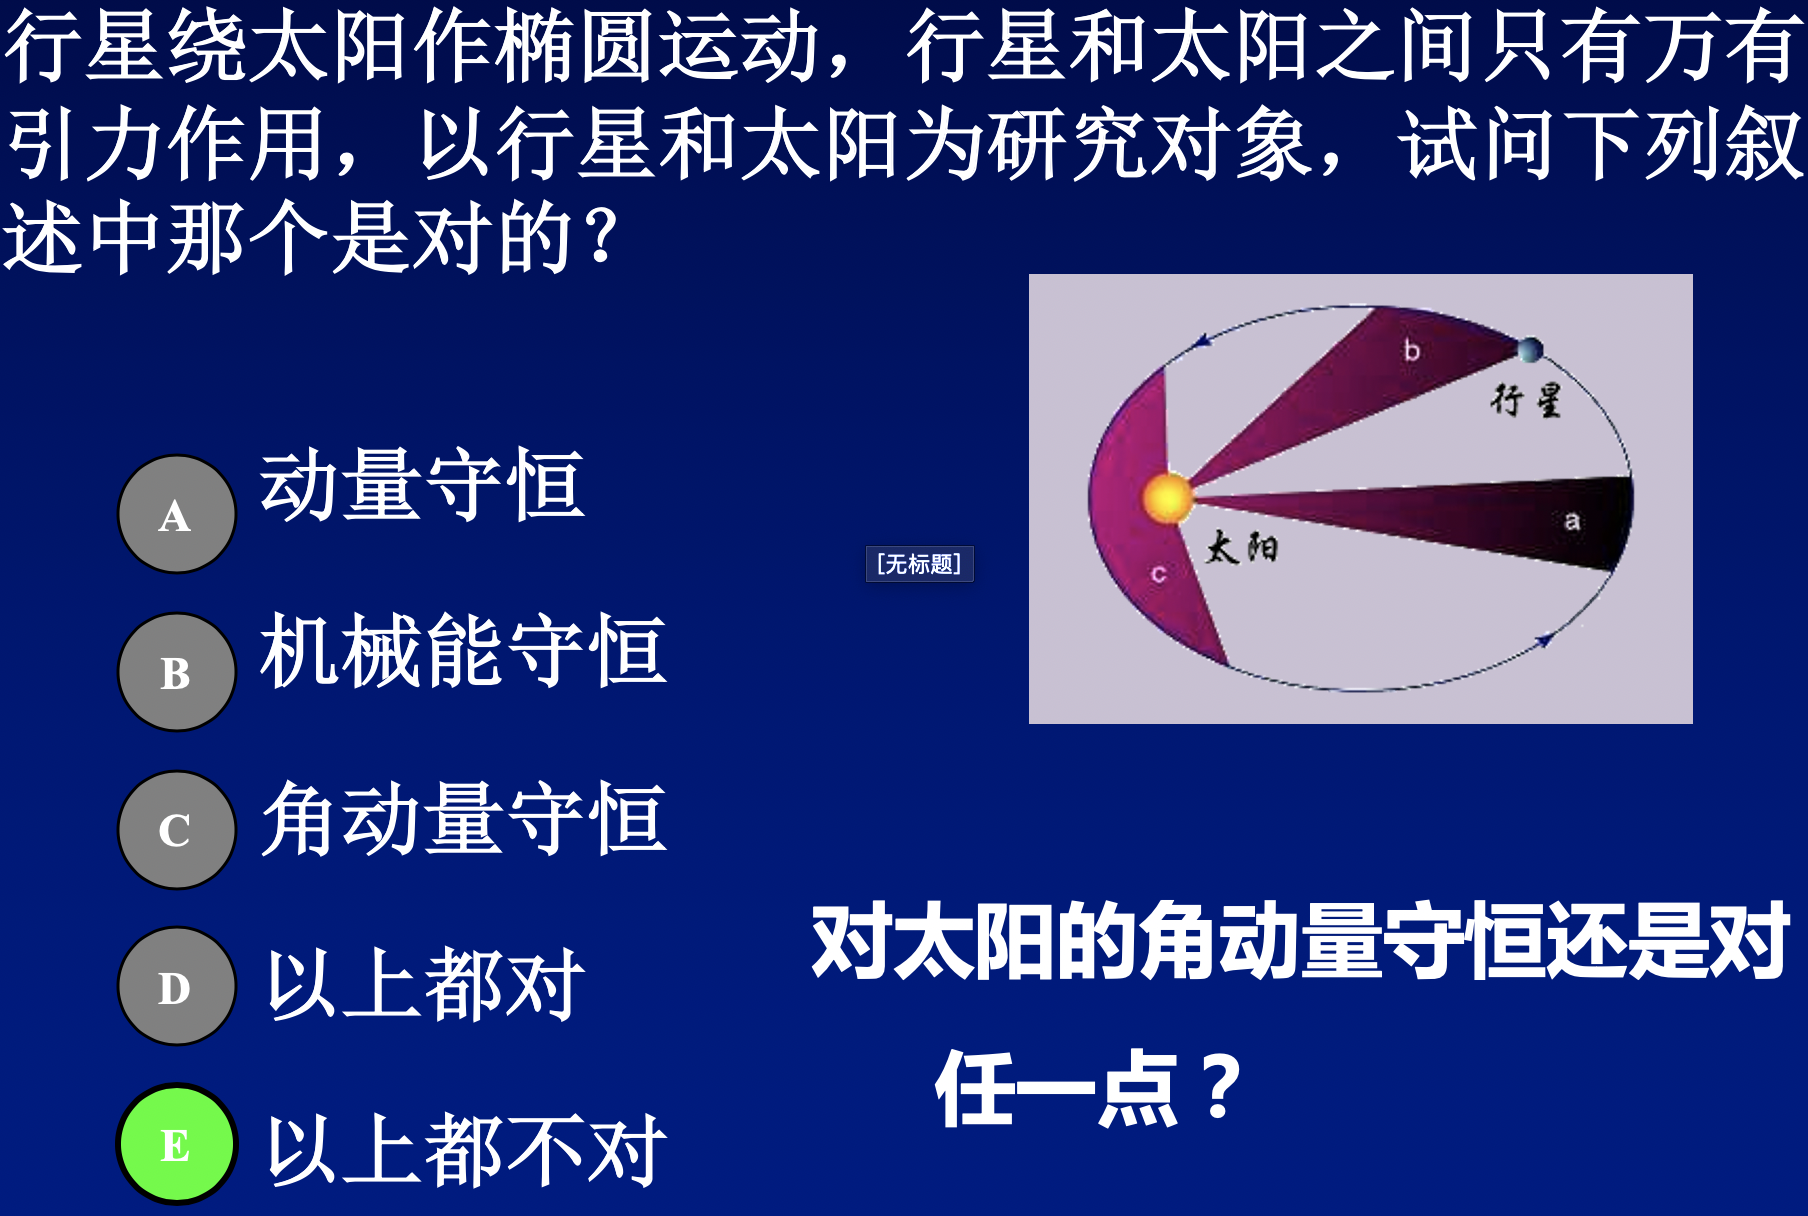 行星绕太阳作椭圆运动，行星和太阳之间只有万有
引力作用，以行星和太阳为研究对象，试问下列叙
述中那个是对的？
b
行星
a
太阳
c
A 动量守恒
[无标题]
B 机械能守恒
C 角动量守恒
D 以上都对
E 以上都不对
对太阳的角动量守恒还是对
任一点？